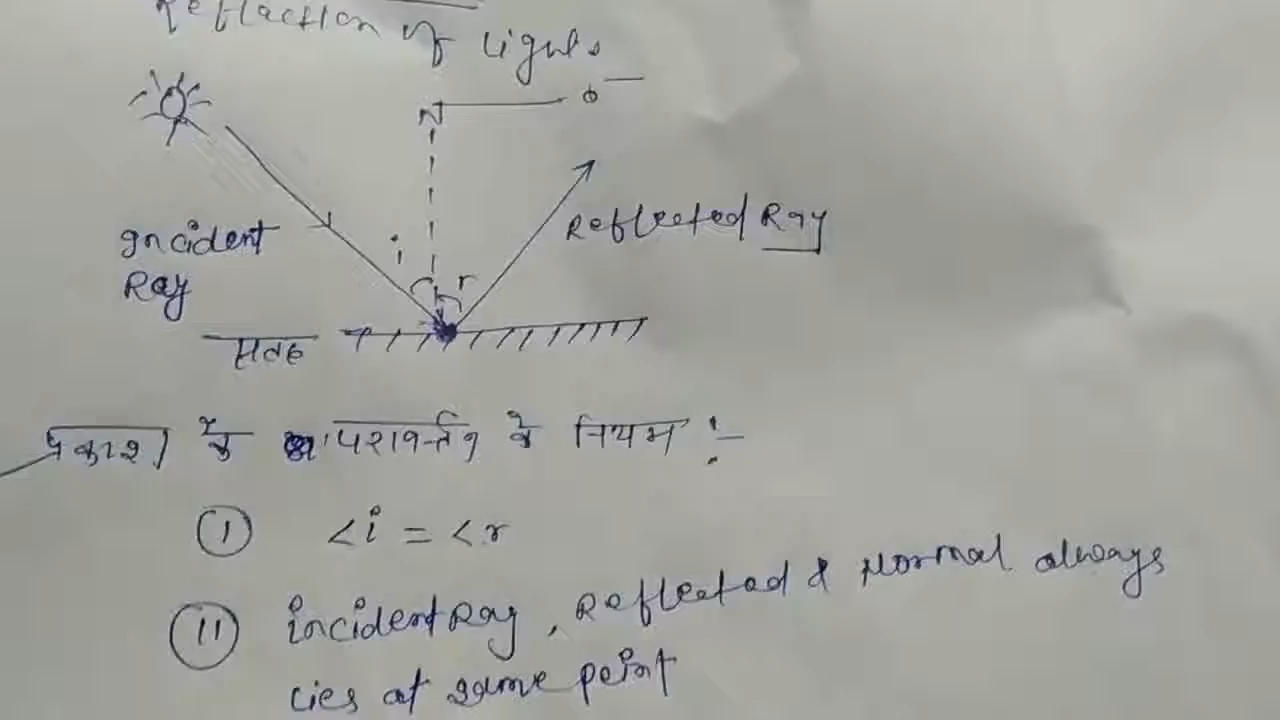 Reflection of Light
N
φ
Reflected Ray
Incident
Ray
i
r
सतह
प्रकाश के परावर्तन के नियम :-
(I) <i = <r
(II) incident Ray, Reflected & Normal always
lies at same point